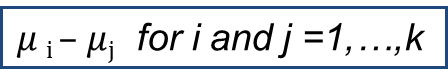 μ i – μj for i and j =1,…,k